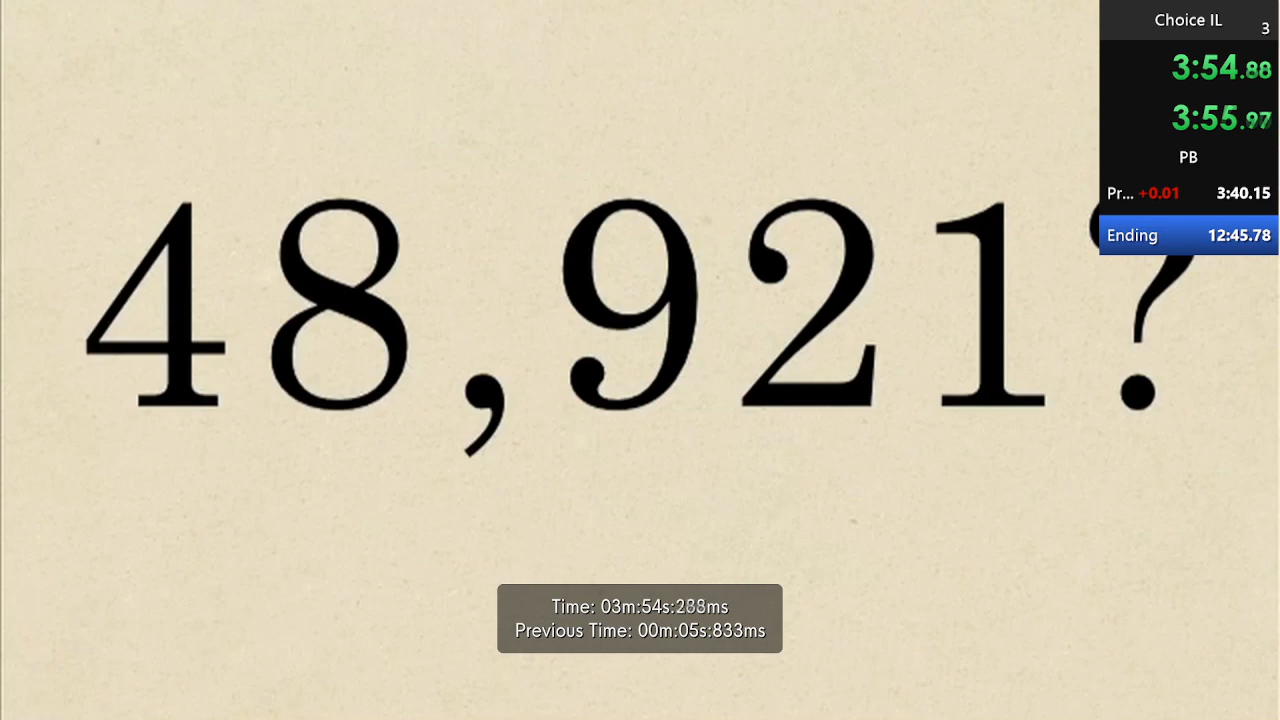 Choice IL
3
3:54.88
3:55.97
PB
Pr... +0.01 3:40.15
Ending 12:45.78
48,921?
Time: 03m:54s:288ms
Previous Time: 00m:05s:833ms